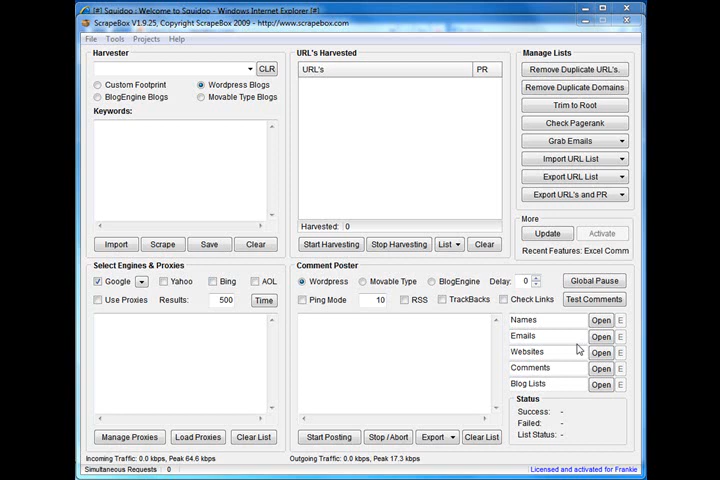 [#] Squidoo : Welcome to Squidoo - Windows Internet Explorer
ScrapeBox V1.9.25, Copyright ScrapeBox 2009 - http://www.scrapebox.com
File Tools Projects Help
Harvester
CLR
Custom Footprint Wordpress Blogs
BlogEngine Blogs Movable Type Blogs
Keywords:
Import Scrape Save Clear
URL's Harvested
URL's PR
Harvested: 0
Start Harvesting Stop Harvesting List Clear
Manage Lists
Remove Duplicate URL's.
Remove Duplicate Domains
Trim to Root
Check Pagerank
Grab Emails
Import URL List
Export URL List
Export URL's and PR
More
Update Activate
Recent Features: Excel Comm
Select Engines & Proxies
Google Yahoo Bing AOL
Use Proxies Results: 500 Time
Manage Proxies Load Proxies Clear List
Comment Poster
Wordpress Movable Type BlogEngine Delay: 0 Global Pause
Ping Mode 10 RSS TrackBacks Check Links Test Comments
Names Open E
Emails Open E
Websites Open E
Comments Open E
Blog Lists Open E
Status
Success: -
Failed: -
List Status: -
Start Posting Stop / Abort Export Clear List
Incoming Traffic: 0.0 kbps, Peak 64.6 kbps Outgoing Traffic: 0.0 kbps, Peak 17.3 kbps
Simultaneous Requests 0 Licensed and activated for Frankie